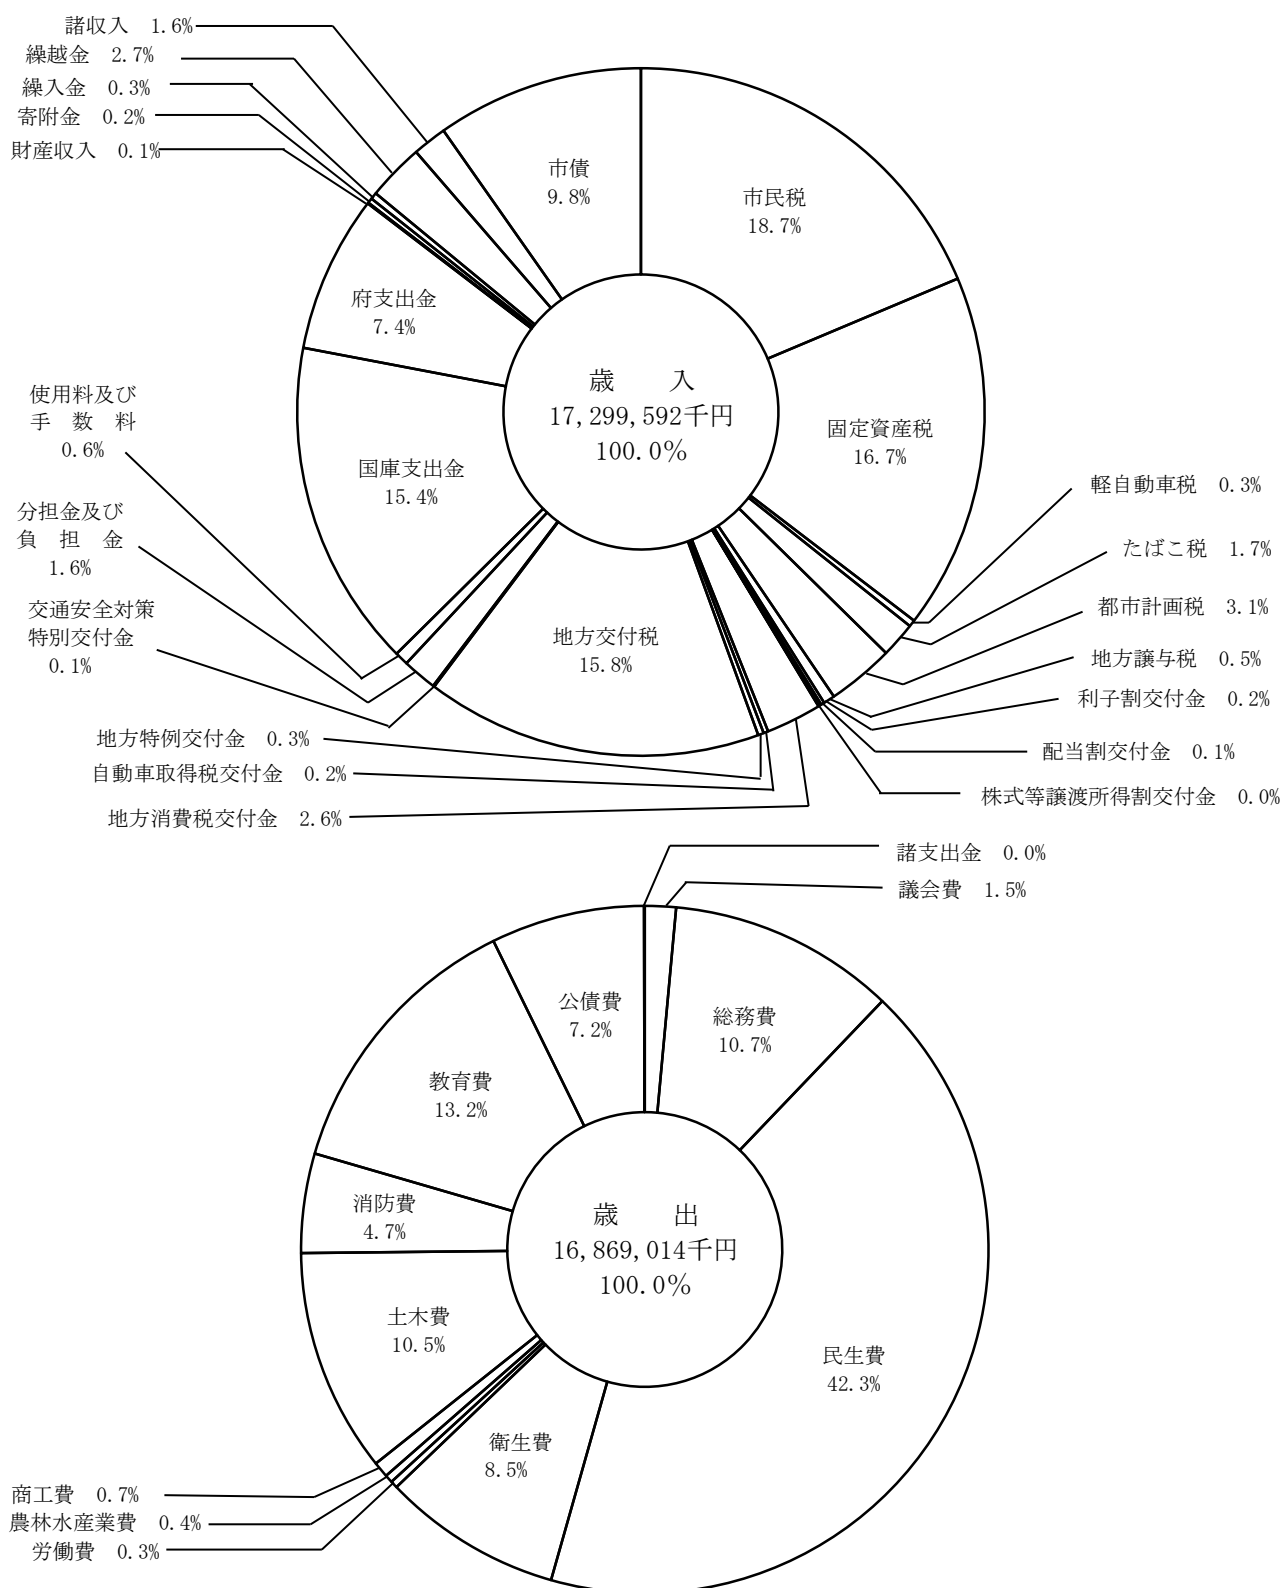 諸収入　1.6%
繰越金　2.7%
繰入金　0.3%
寄附金　0.2%
財産収入　0.1%
市債
9.8%
市民税
18.7%
府支出金
7.4%
歳　　入
17,299,592千円
100.0%
使用料及び
手　数　料
0.6%
国庫支出金
15.4%
固定資産税
16.7%
分担金及び
負　担　金
1.6%
軽自動車税　0.3%
たばこ税　1.7%
都市計画税　3.1%
交通安全対策
特別交付金
0.1%
地方交付税
15.8%
地方譲与税　0.5%
利子割交付金　0.2%
地方特例交付金　0.3%
配当割交付金　0.1%
自動車取得税交付金　0.2%
株式等譲渡所得割交付金　0.0%
地方消費税交付金　2.6%
諸支出金　0.0%
議会費　1.5%
公債費
7.2%
総務費
10.7%
教育費
13.2%
消防費
4.7%
歳　　出
16,869,014千円
100.0%
土木費
10.5%
民生費
42.3%
衛生費
8.5%
商工費　0.7%
農林水産業費　0.4%
労働費　0.3%